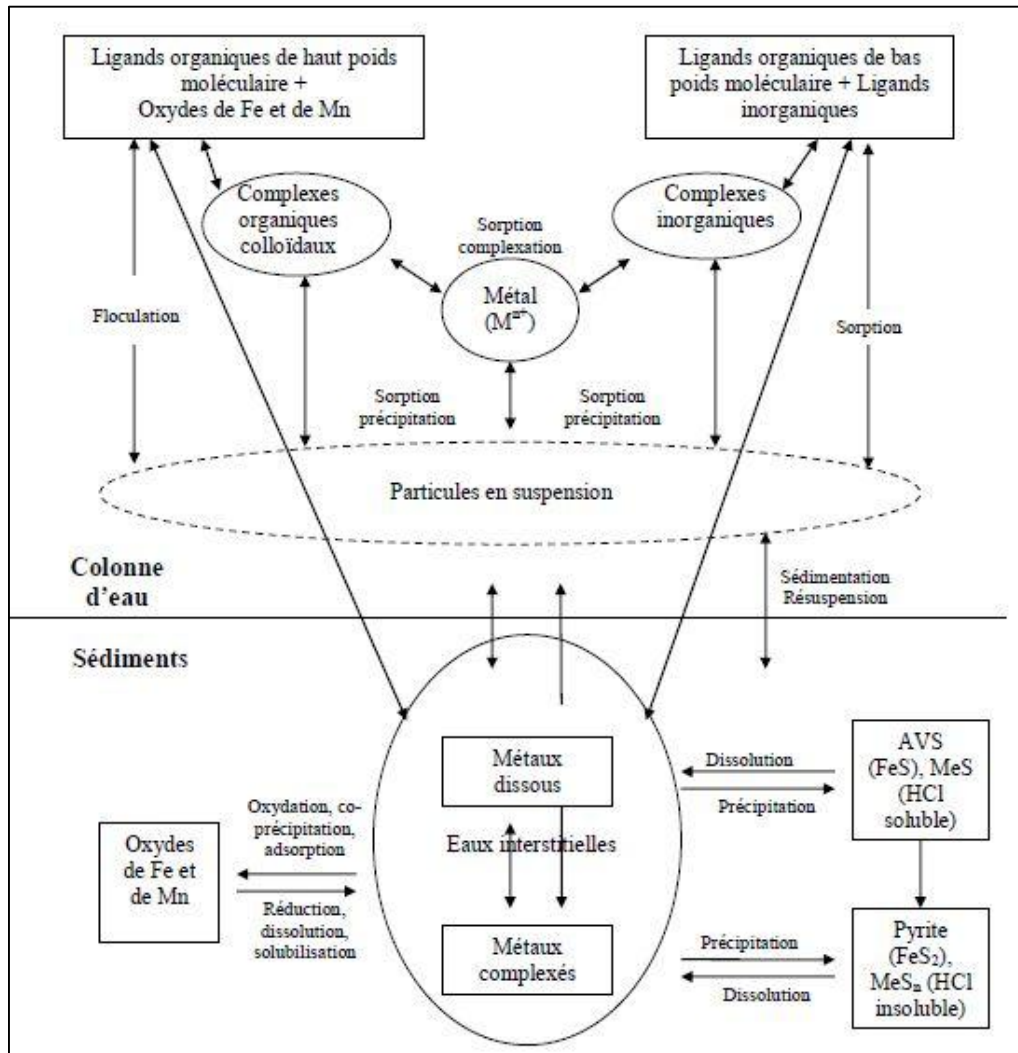 Ligands organiques de haut poids
moléculaire +
Oxydes de Fe et de Mn
Ligands organiques de bas
poids moléculaire + Ligands
inorganiques
Complexes
organiques
colloïdaux
Sorption
complexation
Complexes
inorganiques
Métal
(Mⁿ⁺)
Floculation
Sorption
Sorption
précipitation
Sorption
précipitation
Particules en suspension
Colonne
d'eau
Sédimentation
Résuspension
Sédiments
Métaux
dissous
Eaux interstitielles
Métaux
complexés
Oxydes
de Fe et
de Mn
Oxydation, co-
précipitation,
adsorption
Réduction,
dissolution,
solubilisation
Dissolution
Précipitation
AVS
(FeS), MeS
(HCl
soluble)
Précipitation
Dissolution
Pyrite
(FeS₂),
MeSₙ (HCl
insoluble)